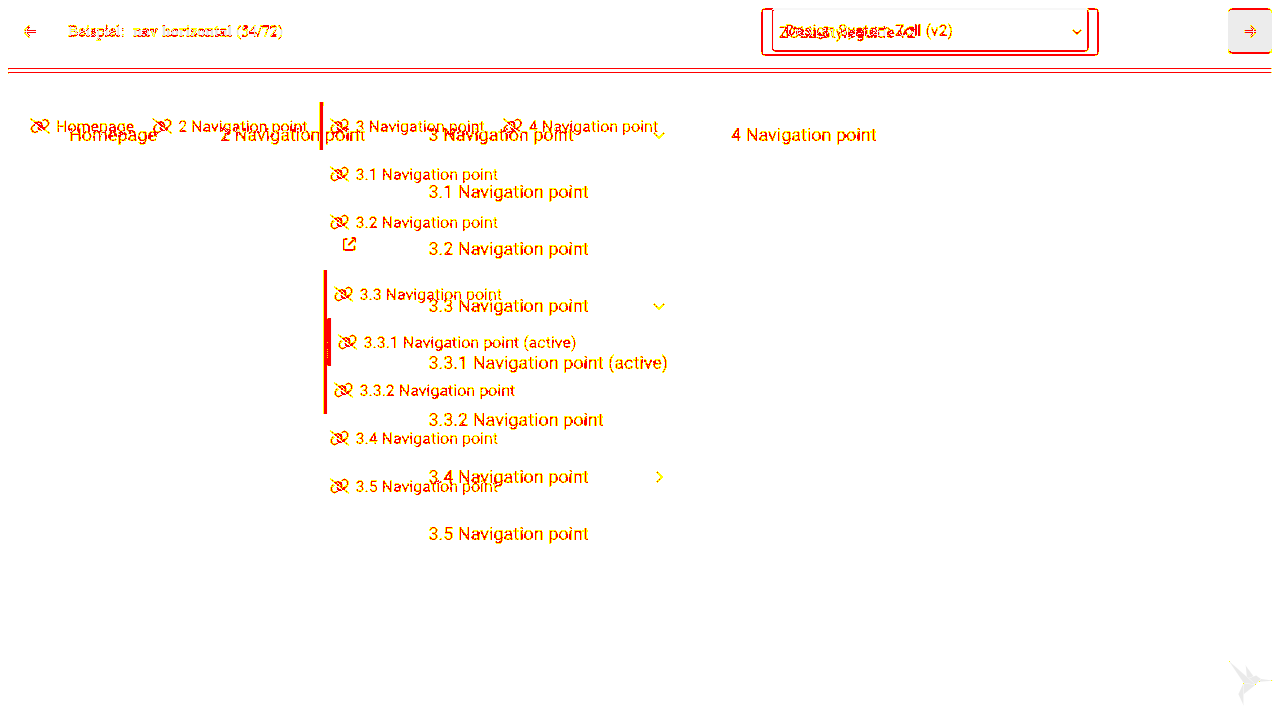 Beispiel: nav horizontal
Design System Zoll (v2)
Homepage 2 Navigation point 3 Navigation point 4 Navigation point
Homepage 2 Navigation point 3 Navigation point 4 Navigation point
3.1 Navigation point
3.1 Navigation point
3.2 Navigation point
3.2 Navigation point
3.3 Navigation point
3.3 Navigation point
3.3.1 Navigation point (active)
3.3.1 Navigation point (active)
3.3.2 Navigation point
3.3.2 Navigation point
3.4 Navigation point
3.4 Navigation point
3.5 Navigation point
3.5 Navigation point